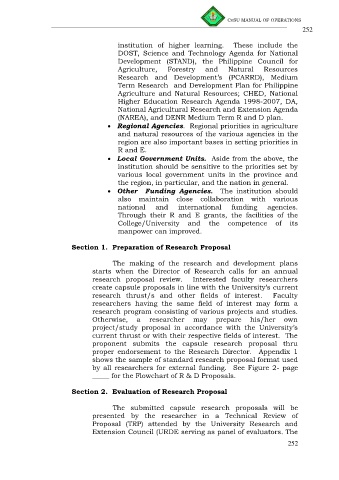 CvSU MANUAL OF OPERATIONS
252
institution of higher learning. These include the
DOST, Science and Technology Agenda for National
Development (STAND), the Philippine Council for
Agriculture, Forestry and Natural Resources
Research and Development's (PCARRD), Medium
Term Research and Development Plan for Philippine
Agriculture and Natural Resources; CHED, National
Higher Education Research Agenda 1998-2007, DA,
National Agricultural Research and Extension Agenda
(NAREA), and DENR Medium Term R and D plan.
• Regional Agencies. Regional priorities in agriculture
and natural resources of the various agencies in the
region are also important bases in setting priorities in
R and E.
• Local Government Units. Aside from the above, the
institution should be sensitive to the priorities set by
various local government units in the province and
the region, in particular, and the nation in general.
• Other Funding Agencies. The institution should
also maintain close collaboration with various
national and international funding agencies.
Through their R and E grants, the facilities of the
College/University and the competence of its
manpower can improved.
Section 1. Preparation of Research Proposal
The making of the research and development plans
starts when the Director of Research calls for an annual
research proposal review. Interested faculty researchers
create capsule proposals in line with the University's current
research thrust/s and other fields of interest. Faculty
researchers having the same field of interest may form a
research program consisting of various projects and studies.
Otherwise, a researcher may prepare his/her own
project/study proposal in accordance with the University's
current thrust or with their respective fields of interest. The
proponent submits the capsule research proposal thru
proper endorsement to the Research Director. Appendix 1
shows the sample of standard research proposal format used
by all researchers for external funding. See Figure 2- page
_____ for the Flowchart of R & D Proposals.
Section 2. Evaluation of Research Proposal
The submitted capsule research proposals will be
presented by the researcher in a Technical Review of
Proposal (TRP) attended by the University Research and
Extension Council (URDE serving as panel of evaluators. The
252